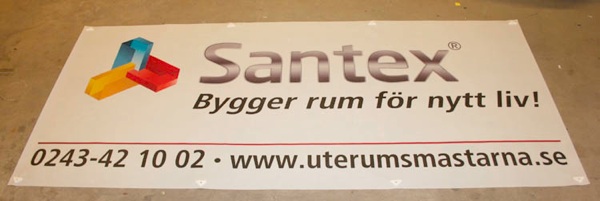 Santex®
Bygger rum för nytt liv!
0243-42 10 02 • www.uterumsmastarna.se